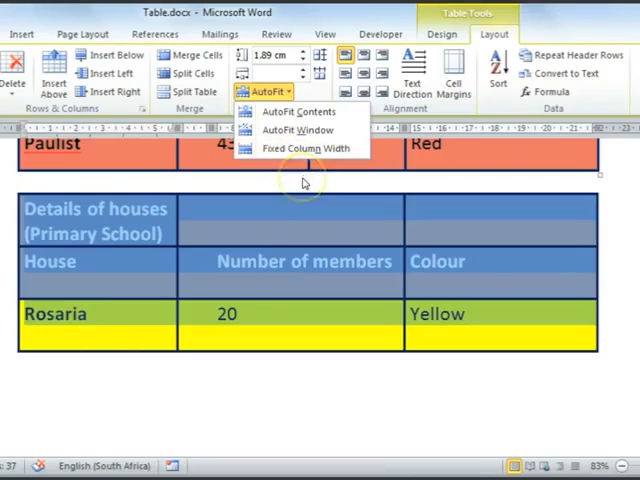 Table.docx - Microsoft Word
Table Tools
Insert
Page Layout
References
Mailings
Review
View
Developer
Design
Layout
Delete
Insert Above
Insert Below
Insert Left
Insert Right
Rows & Columns
Merge Cells
Split Cells
Split Table
Merge
1.89 cm
AutoFit
Text Direction
Cell Margins
Alignment
Sort
Repeat Header Rows
Convert to Text
Formula
Data
AutoFit Contents
AutoFit Window
Fixed Column Width
Paulist
Red
Details of houses
(Primary School)
House Number of members Colour
Rosaria 20 Yellow
s: 37
English (South Africa)
83%